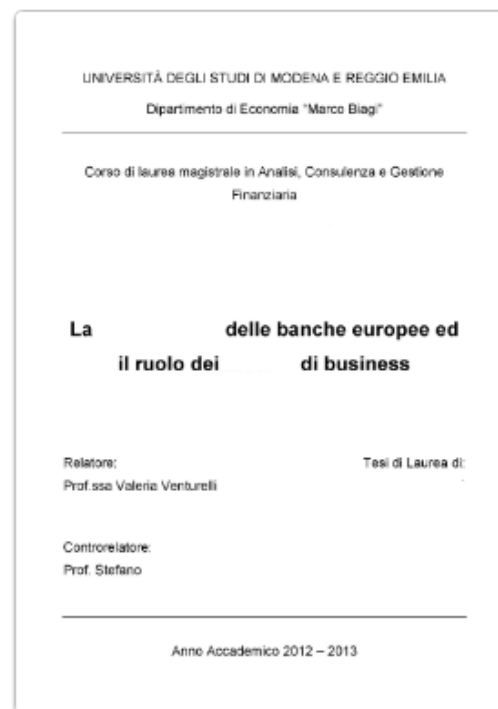 UNIVERSITÀ DEGLI STUDI DI MODENA E REGGIO EMILIA
Dipartimento di Economia "Marco Biagi"
Corso di laurea magistrale in Analisi, Consulenza e Gestione
Finanziaria
La delle banche europee ed
il ruolo dei di business
Relatore: Tesi di Laurea di:
Prof.ssa Valeria Venturelli
Controrelatore:
Prof. Stefano
Anno Accademico 2012 – 2013